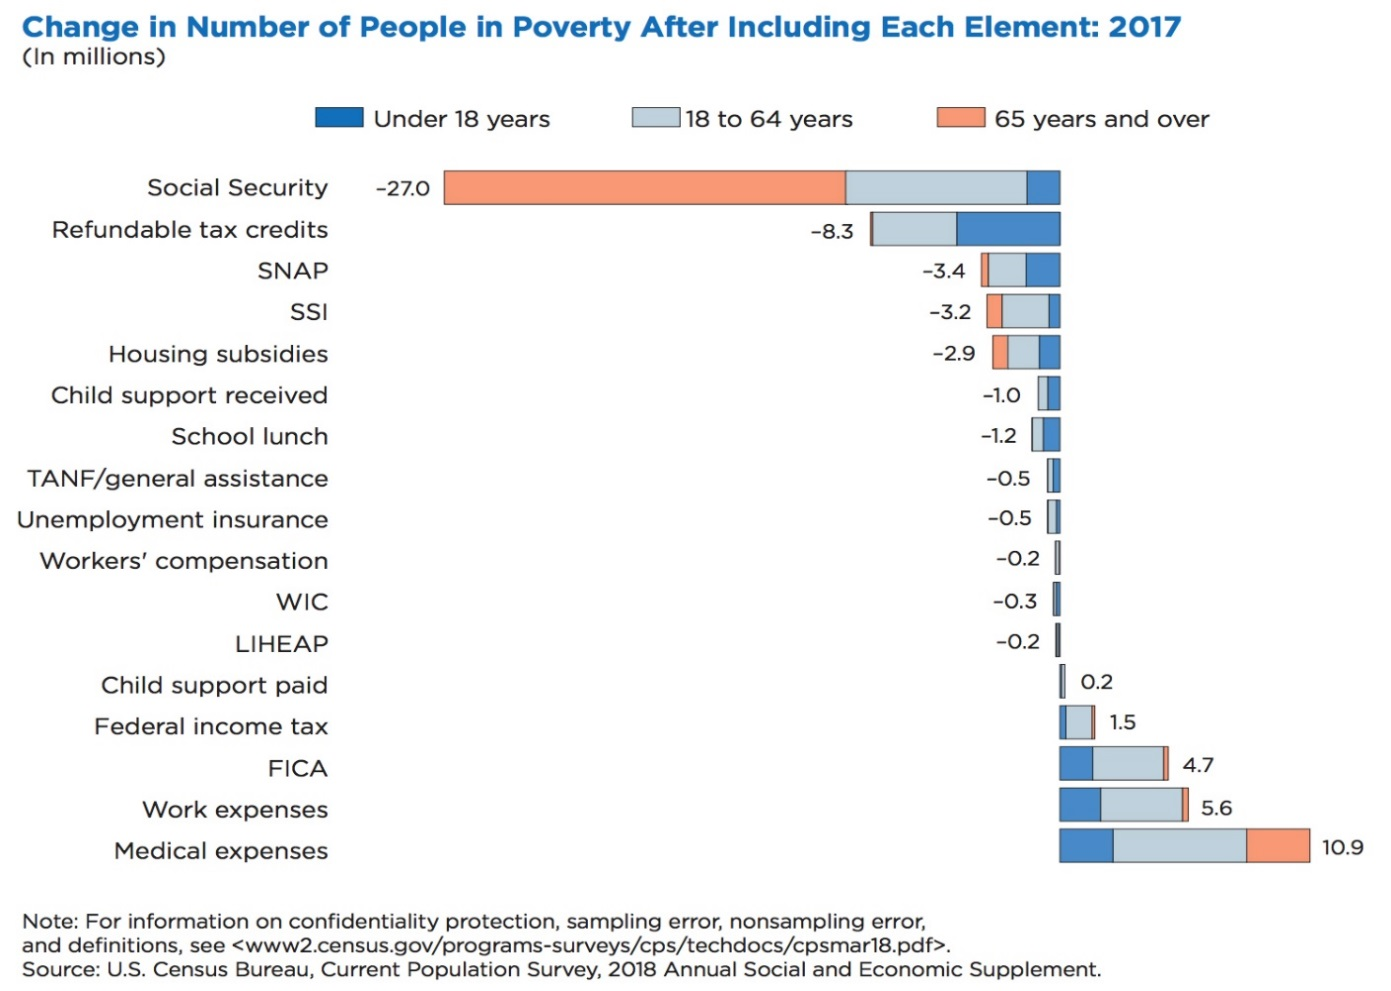 Change in Number of People in Poverty After Including Each Element: 2017
(In millions)
Under 18 years 18 to 64 years 65 years and over
Social Security −27.0
Refundable tax credits −8.3
SNAP −3.4
SSI −3.2
Housing subsidies −2.9
Child support received −1.0
School lunch −1.2
TANF/general assistance −0.5
Unemployment insurance −0.5
Workers' compensation −0.2
WIC −0.3
LIHEAP −0.2
Child support paid 0.2
Federal income tax 1.5
FICA 4.7
Work expenses 5.6
Medical expenses 10.9
Note: For information on confidentiality protection, sampling error, nonsampling error,
and definitions, see <www2.census.gov/programs-surveys/cps/techdocs/cpsmar18.pdf>.
Source: U.S. Census Bureau, Current Population Survey, 2018 Annual Social and Economic Supplement.